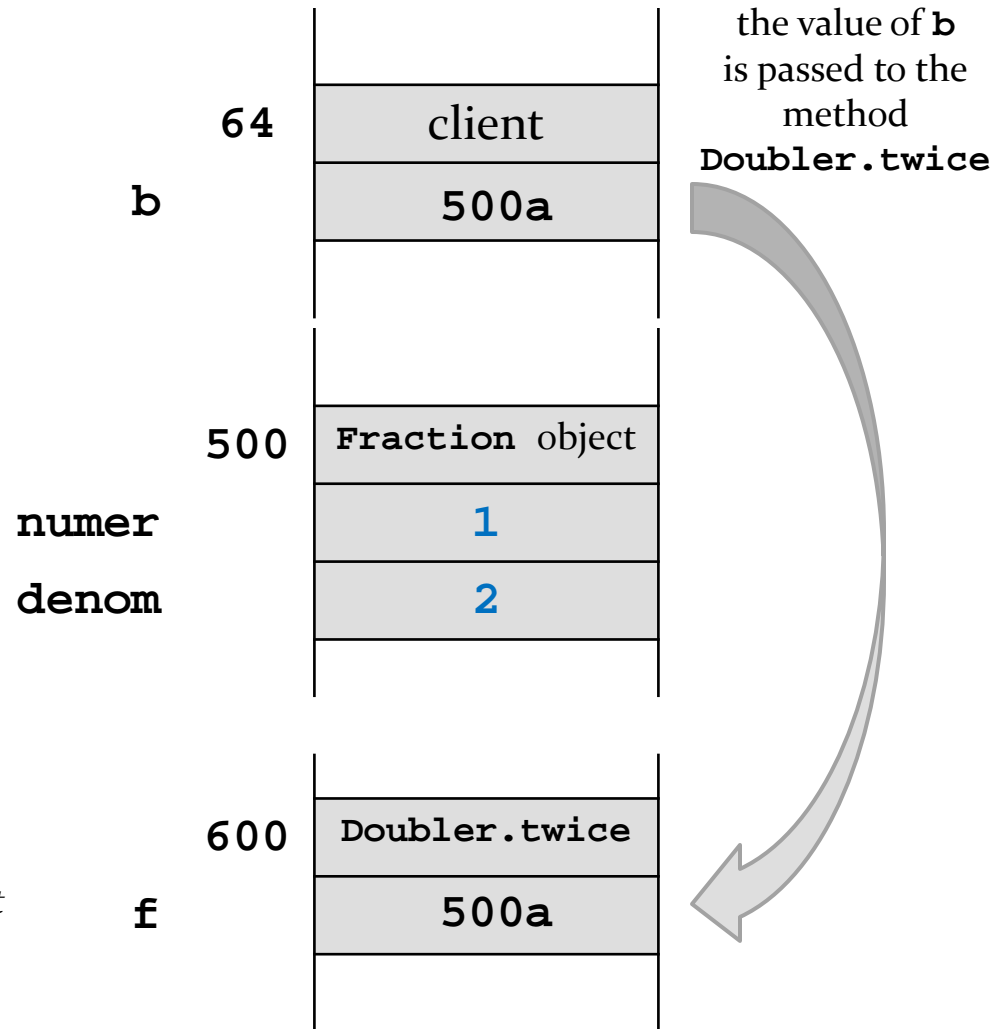 the value of b
is passed to the
method
Doubler.twice
64 client
b 500a
500 Fraction object
numer 1
denom 2
600 Doubler.twice
f 500a